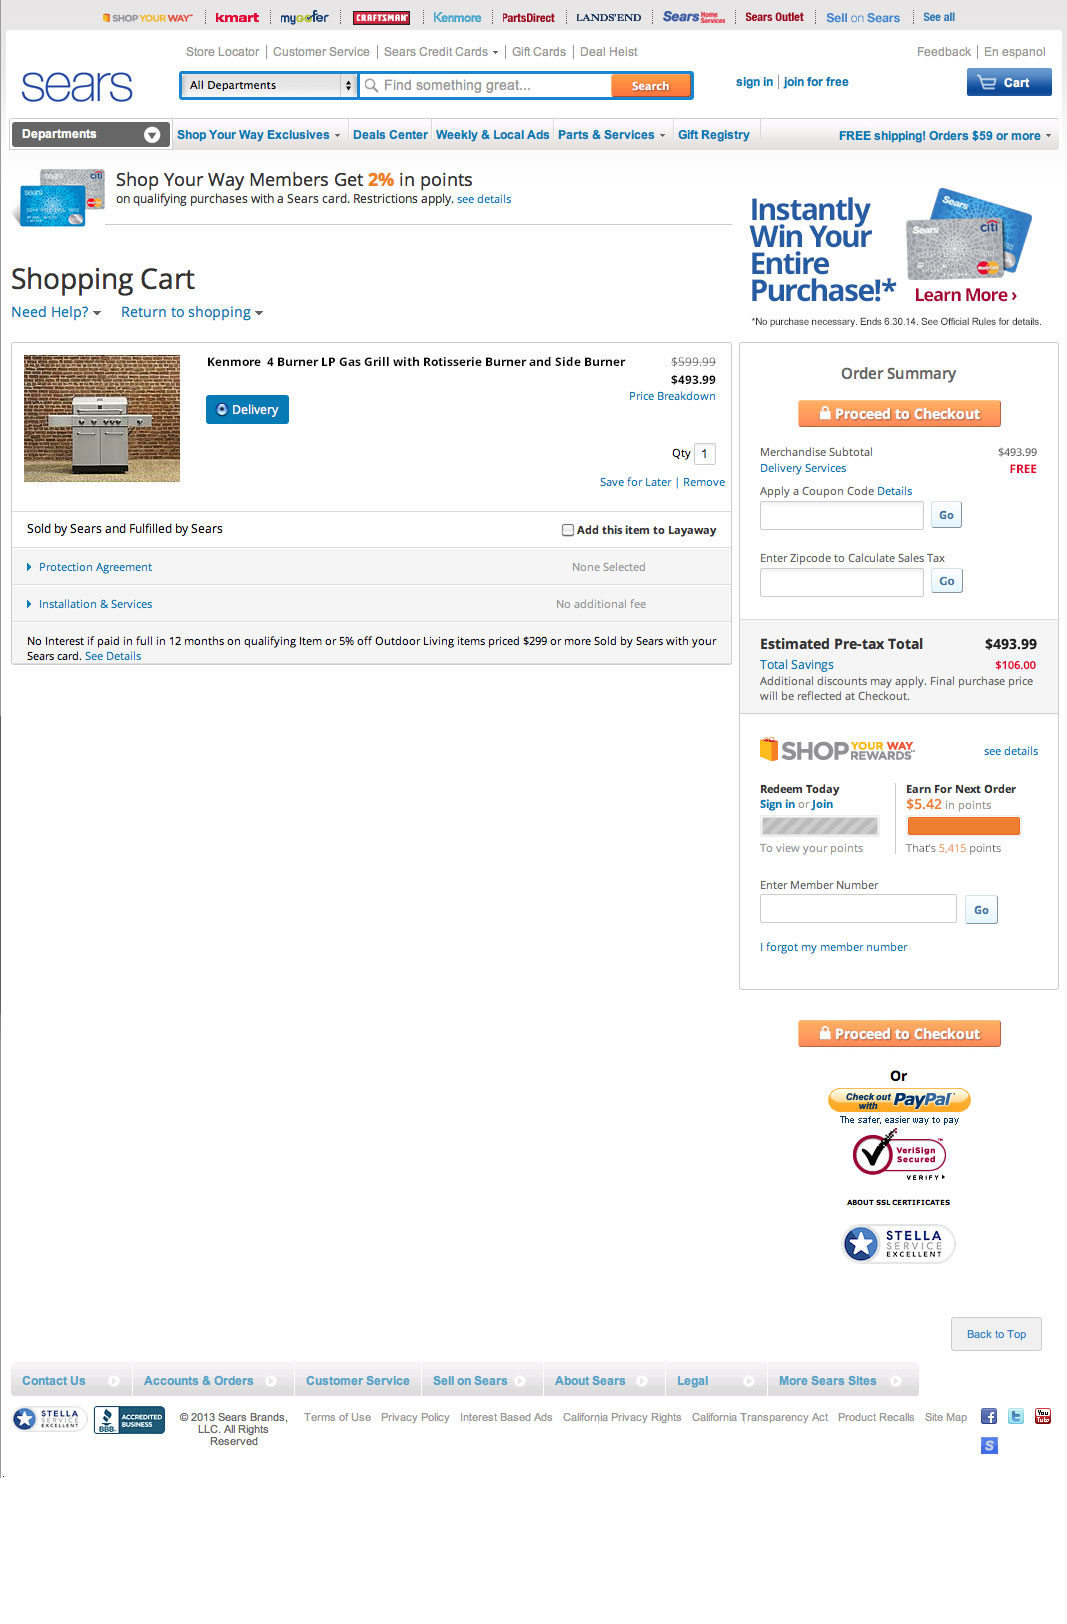 SHOP YOUR WAY
kmart
mygofer
CRAFTSMAN
Kenmore
PartsDirect
LANDS'END
Sears Home Services
Sears Outlet
Sell on Sears
See all
Store Locator
Customer Service
Sears Credit Cards
Gift Cards
Deal Heist
Feedback
En espanol
sears
All Departments
Find something great...
Search
sign in
join for free
Cart
Departments
Shop Your Way Exclusives
Deals Center
Weekly & Local Ads
Parts & Services
Gift Registry
FREE shipping! Orders $59 or more
sears
citi
Shop Your Way Members Get 2% in points
on qualifying purchases with a Sears card. Restrictions apply. see details
Instantly
Win Your
Entire
Purchase!*
Sears
Sears
citi
MasterCard
Learn More ›
*No purchase necessary. Ends 6.30.14. See Official Rules for details.
Shopping Cart
Need Help?
Return to shopping
Kenmore 4 Burner LP Gas Grill with Rotisserie Burner and Side Burner
$599.99
$493.99
Price Breakdown
Delivery
Qty 1
Save for Later | Remove
Sold by Sears and Fulfilled by Sears
Add this item to Layaway
Protection Agreement
None Selected
Installation & Services
No additional fee
No Interest if paid in full in 12 months on qualifying Item or 5% off Outdoor Living items priced $299 or more Sold by Sears with your
Sears card. See Details
Order Summary
Proceed to Checkout
Merchandise Subtotal
$493.99
Delivery Services
FREE
Apply a Coupon Code Details
Go
Enter Zipcode to Calculate Sales Tax
Go
Estimated Pre-tax Total
$493.99
Total Savings
$106.00
Additional discounts may apply. Final purchase price
will be reflected at Checkout.
SHOP YOUR WAY REWARDS
see details
Redeem Today
Sign in or Join
To view your points
Earn For Next Order
$5.42 in points
That's 5,415 points
Enter Member Number
Go
I forgot my member number
Proceed to Checkout
Or
Check out
with PayPal
The safer, easier way to pay
VeriSign
Secured
VERIFY
ABOUT SSL CERTIFICATES
STELLA
SERVICE
EXCELLENT
Back to Top
Contact Us
Accounts & Orders
Customer Service
Sell on Sears
About Sears
Legal
More Sears Sites
STELLA
SERVICE
EXCELLENT
BBB
ACCREDITED
BUSINESS
© 2013 Sears Brands,
LLC. All Rights
Reserved
Terms of Use
Privacy Policy
Interest Based Ads
California Privacy Rights
California Transparency Act
Product Recalls
Site Map
f
t
You
Tube
S